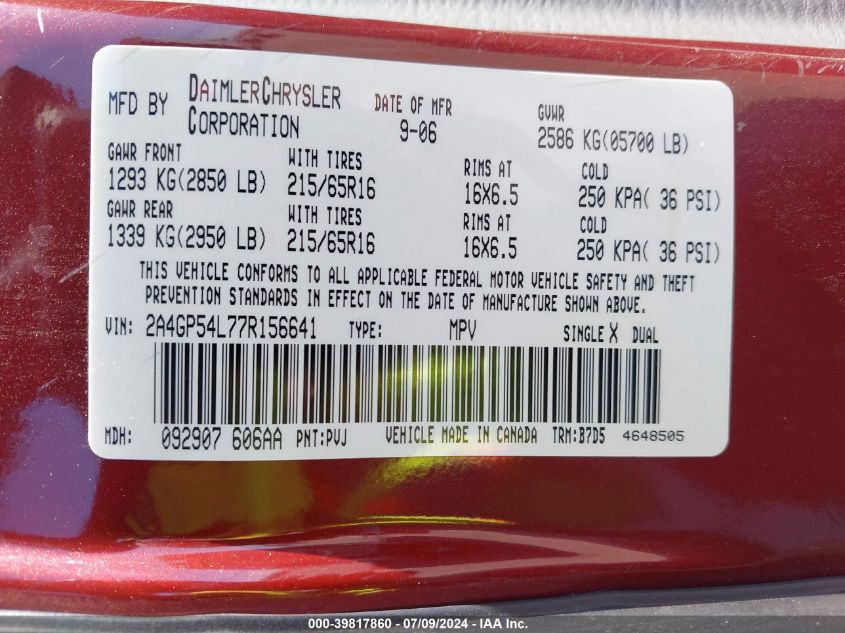 MFD BY DAIMLERCHRYSLER CORPORATION DATE OF MFR 9-06 GVWR 2586 KG(05700 LB)
GAWR FRONT WITH TIRES RIMS AT COLD
1293 KG(2850 LB) 215/65R16 16X6.5 250 KPA( 36 PSI)
GAWR REAR WITH TIRES RIMS AT COLD
1339 KG(2950 LB) 215/65R16 16X6.5 250 KPA( 36 PSI)
THIS VEHICLE CONFORMS TO ALL APPLICABLE FEDERAL MOTOR VEHICLE SAFETY AND THEFT
PREVENTION STANDARDS IN EFFECT ON THE DATE OF MANUFACTURE SHOWN ABOVE.
VIN: 2A4GP54L77R156641 TYPE: MPV SINGLE X DUAL
MDH: 092907 606AA PNT:PVJ VEHICLE MADE IN CANADA TRM:B7D5 4648505
000-39817860 - 07/09/2024 - IAA Inc.